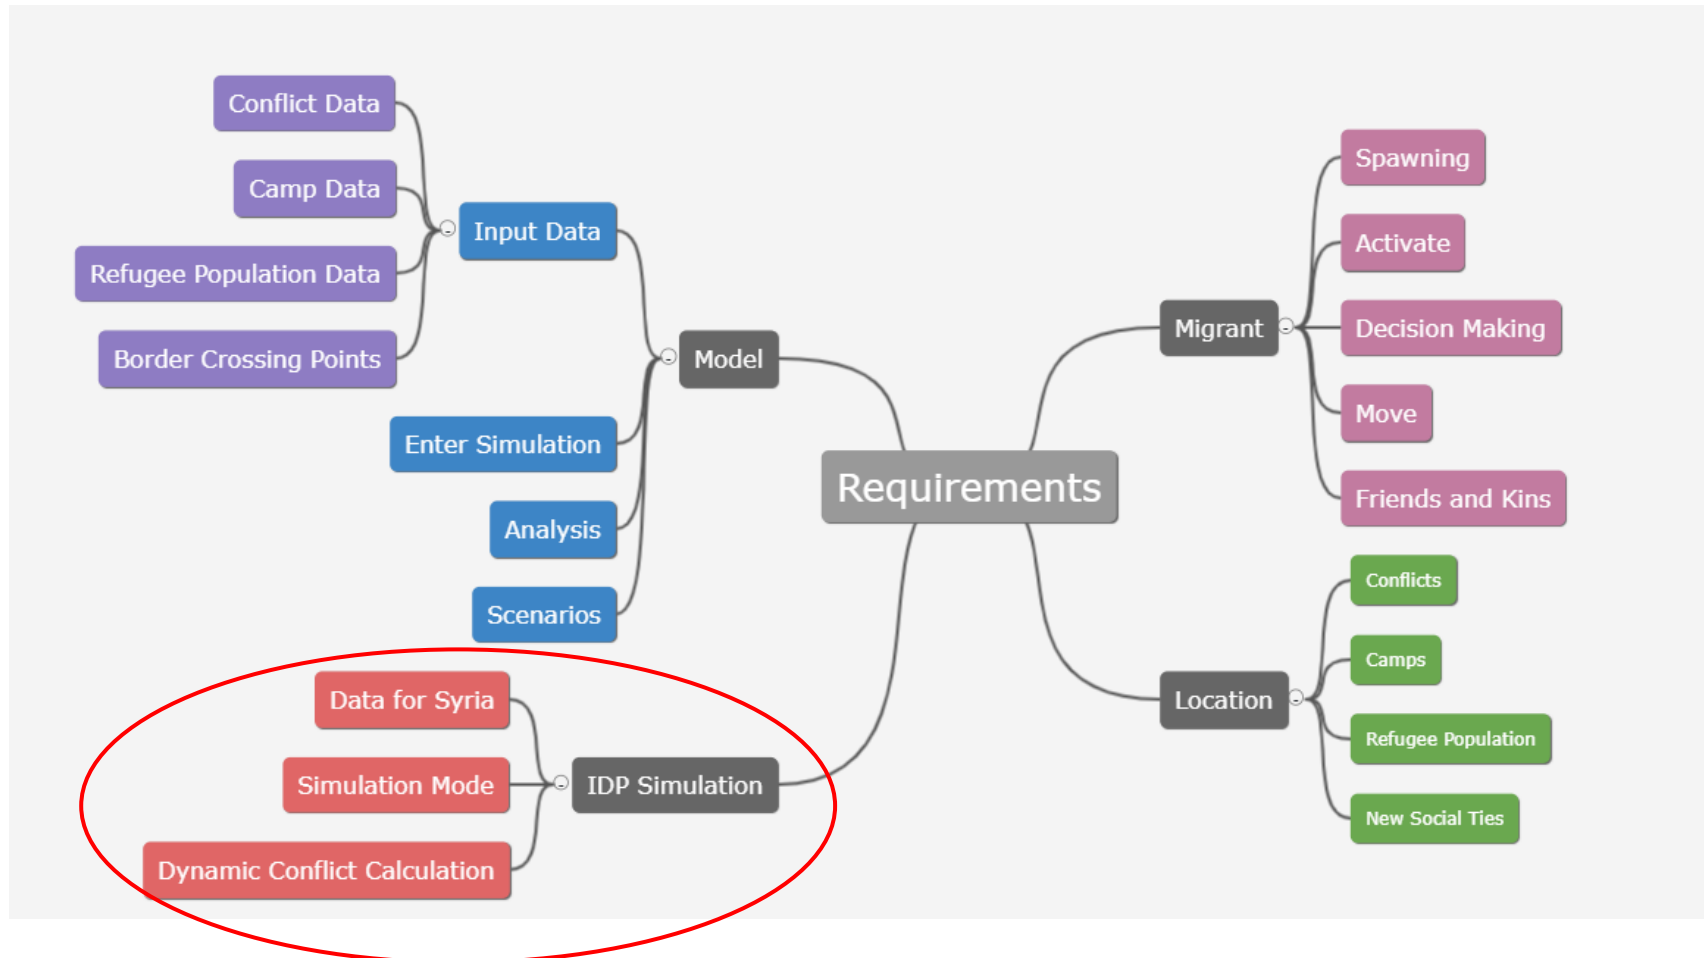 Conflict Data
Camp Data
Refugee Population Data
Border Crossing Points
Input Data
Enter Simulation
Analysis
Scenarios
Model
Data for Syria
Simulation Mode
Dynamic Conflict Calculation
IDP Simulation
Requirements
Migrant
Spawning
Activate
Decision Making
Move
Friends and Kins
Location
Conflicts
Camps
Refugee Population
New Social Ties